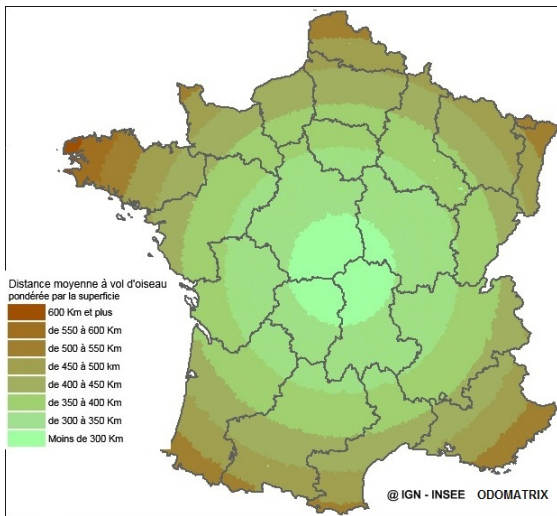 Distance moyenne à vol d'oiseau
pondérée par la superficie
600 Km et plus
de 550 à 600 Km
de 500 à 550 Km
de 450 à 500 km
de 400 à 450 Km
de 350 à 400 Km
de 300 à 350 Km
Moins de 300 Km
@ IGN - INSEE ODOMATRIX